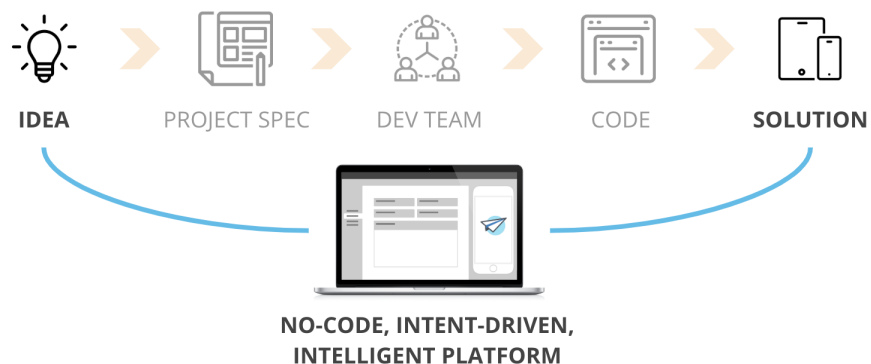 IDEA
PROJECT SPEC
DEV TEAM
CODE
SOLUTION
NO-CODE, INTENT-DRIVEN,
INTELLIGENT PLATFORM